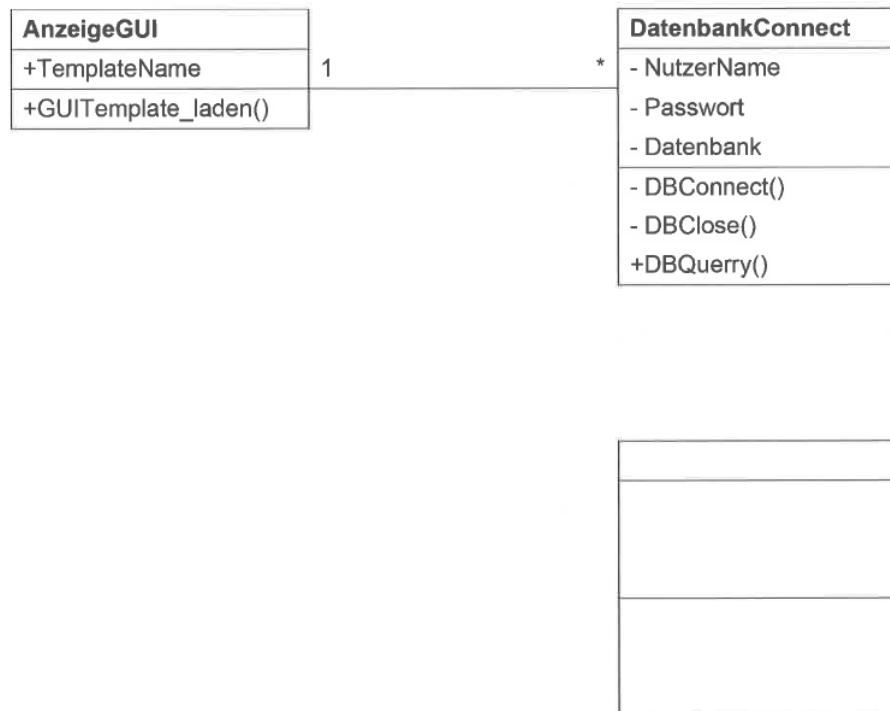 AnzeigeGUI
+TemplateName
+GUITemplate_laden()
1
*
DatenbankConnect
- NutzerName
- Passwort
- Datenbank
- DBConnect()
- DBClose()
+DBQuerry()